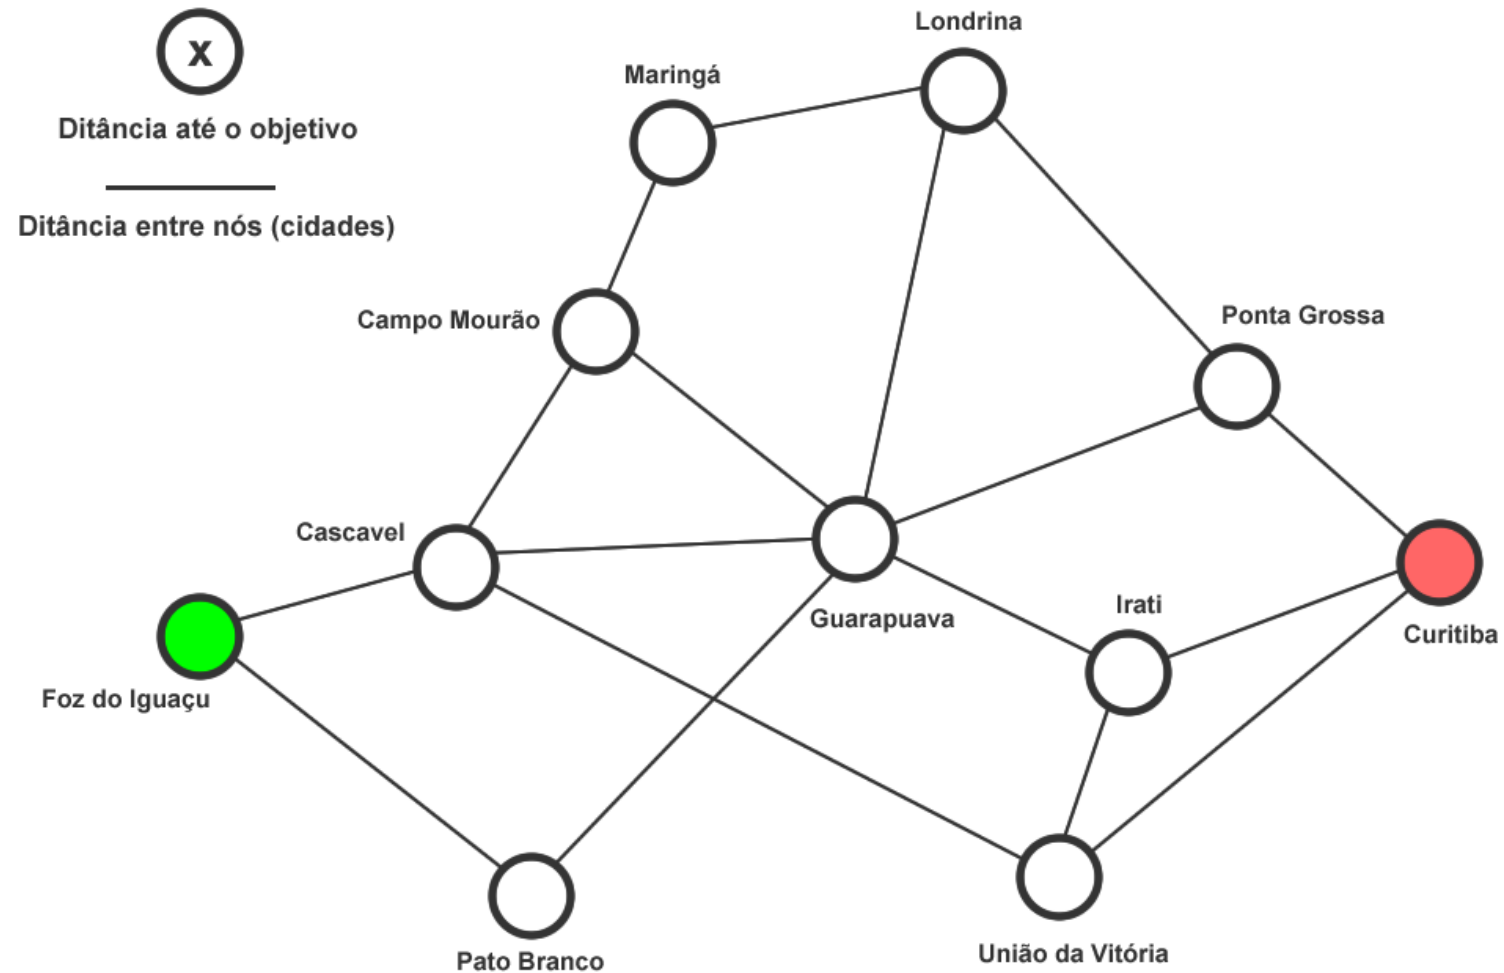 x
Ditância até o objetivo
Ditância entre nós (cidades)
Londrina
Maringá
Campo Mourão
Ponta Grossa
Cascavel
Guarapuava
Irati
Curitiba
Foz do Iguaçu
Pato Branco
União da Vitória